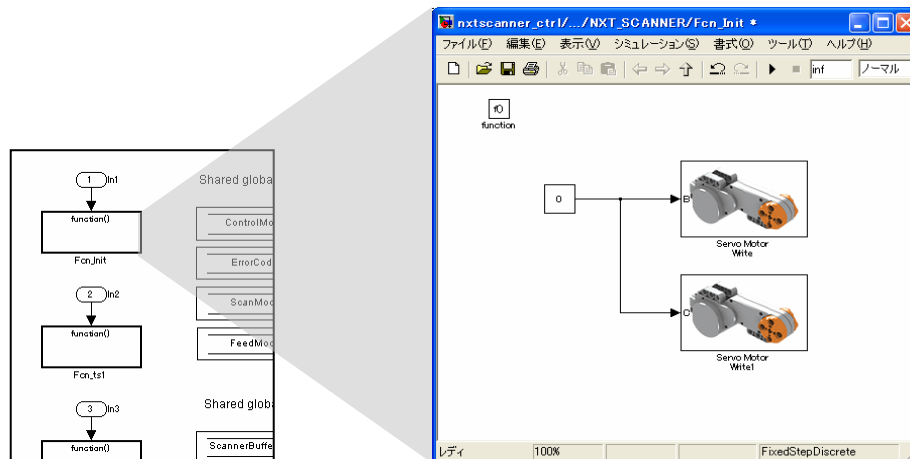 nxtscanner_ctrl/.../NXT_SCANNER/Fcn_Init *
ファイル(F) 編集(E) 表示(V) シミュレーション(S) 書式(O) ツール(T) ヘルプ(H)
inf ノーマル
f()
function
0
B
Servo Motor
Write
C
Servo Motor
Write1
レディ 100% FixedStepDiscrete
1 In1
function()
Fcn_Init
2 In2
function()
Fcn_ts1
3 In3
function()
Shared globa
ControlMo
ErrorCod
ScanMod
FeedMod
Shared globa
ScannerBuffe